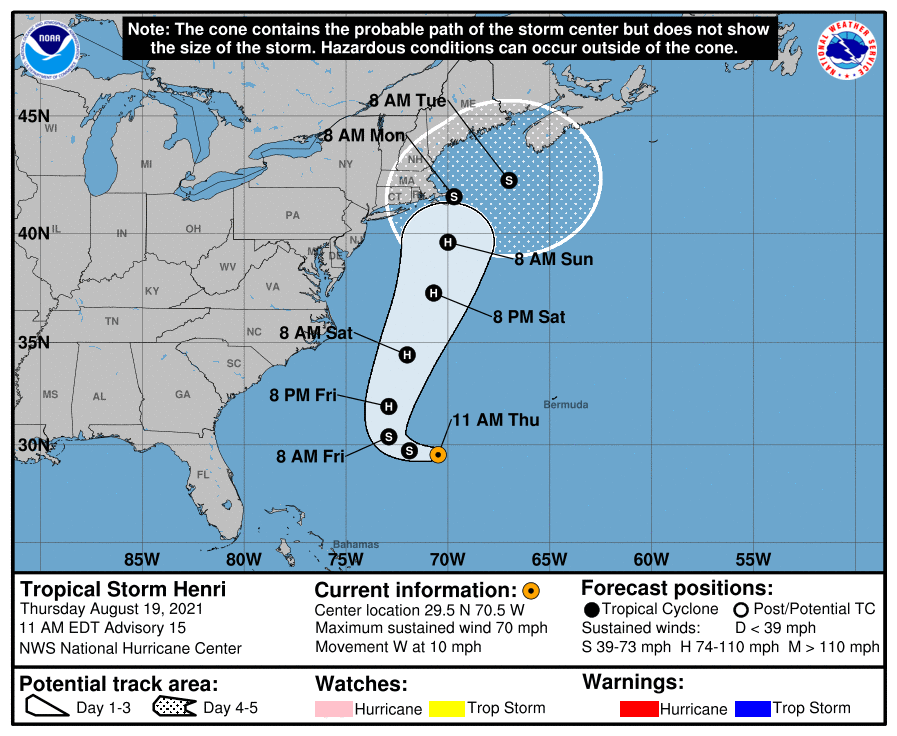 Note: The cone contains the probable path of the storm center but does not show
the size of the storm. Hazardous conditions can occur outside of the cone.
NOAA
NATIONAL WEATHER SERVICE
8 AM Tue
ME
45N
8 AM Mon
WI
MI
NY
NH
MA
CT
RI
PA
NJ
40N
IL
IN
OH
MD
DE
8 AM Sun
WV
VA
KY
8 PM Sat
TN
NC
8 AM Sat
35N
SC
MS
AL
GA
8 PM Fri
Bermuda
11 AM Thu
30N
8 AM Fri
FL
Bahamas
85W
80W
75W
70W
65W
60W
55W
H
H
H
H
S
S
S
S
Tropical Storm Henri
Thursday August 19, 2021
11 AM EDT Advisory 15
NWS National Hurricane Center
Current information:
Center location 29.5 N 70.5 W
Maximum sustained wind 70 mph
Movement W at 10 mph
Forecast positions:
Tropical Cyclone
Post/Potential TC
Sustained winds:
D < 39 mph
S 39-73 mph H 74-110 mph M > 110 mph
Potential track area:
Day 1-3
Day 4-5
Watches:
Hurricane
Trop Storm
Warnings:
Hurricane
Trop Storm